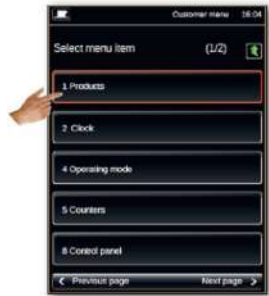 Customer menu 16:04
Select menu item (1/2)
1 Products
2 Clock
4 Operating mode
5 Counters
8 Control panel
Previous page Next page